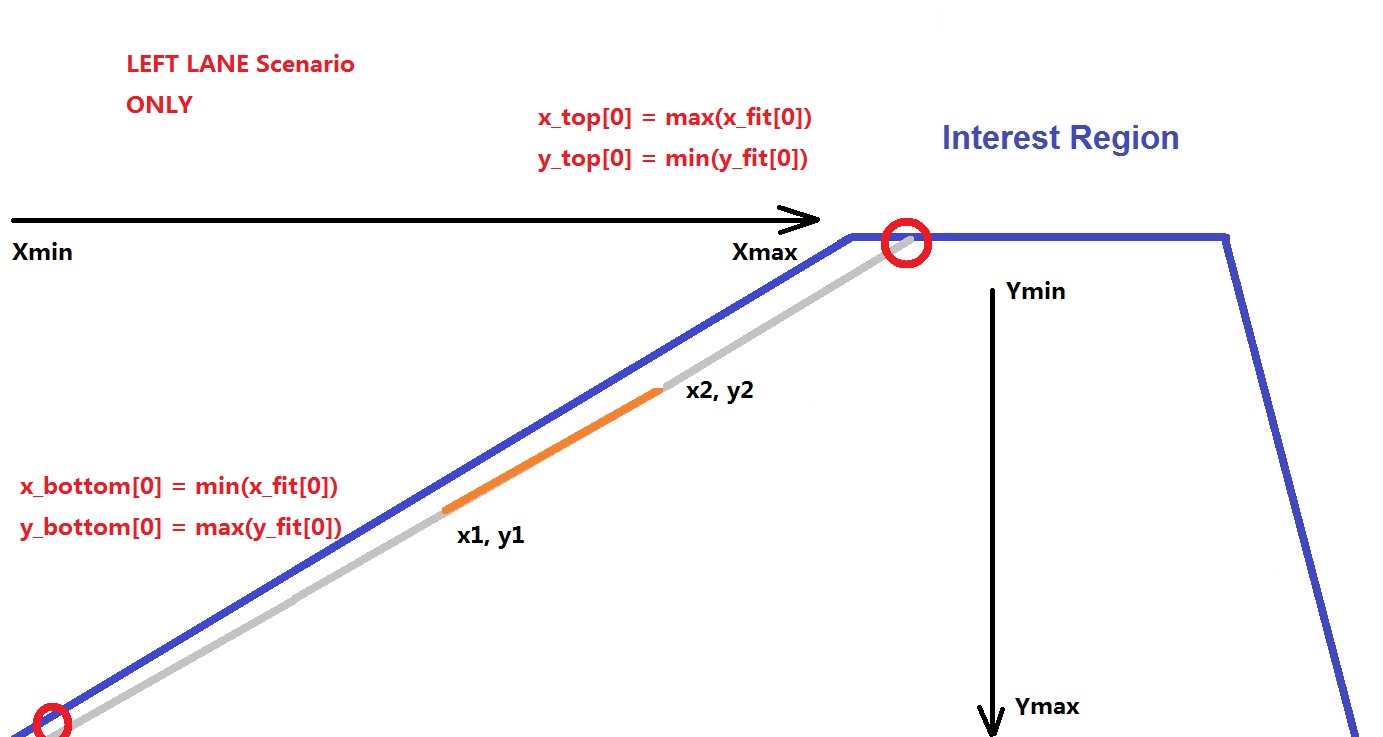 LEFT LANE Scenario
ONLY
x_top[0] = max(x_fit[0])
y_top[0] = min(y_fit[0])
Interest Region
Xmin
Xmax
Ymin
x2, y2
x_bottom[0] = min(x_fit[0])
y_bottom[0] = max(y_fit[0])
x1, y1
Ymax